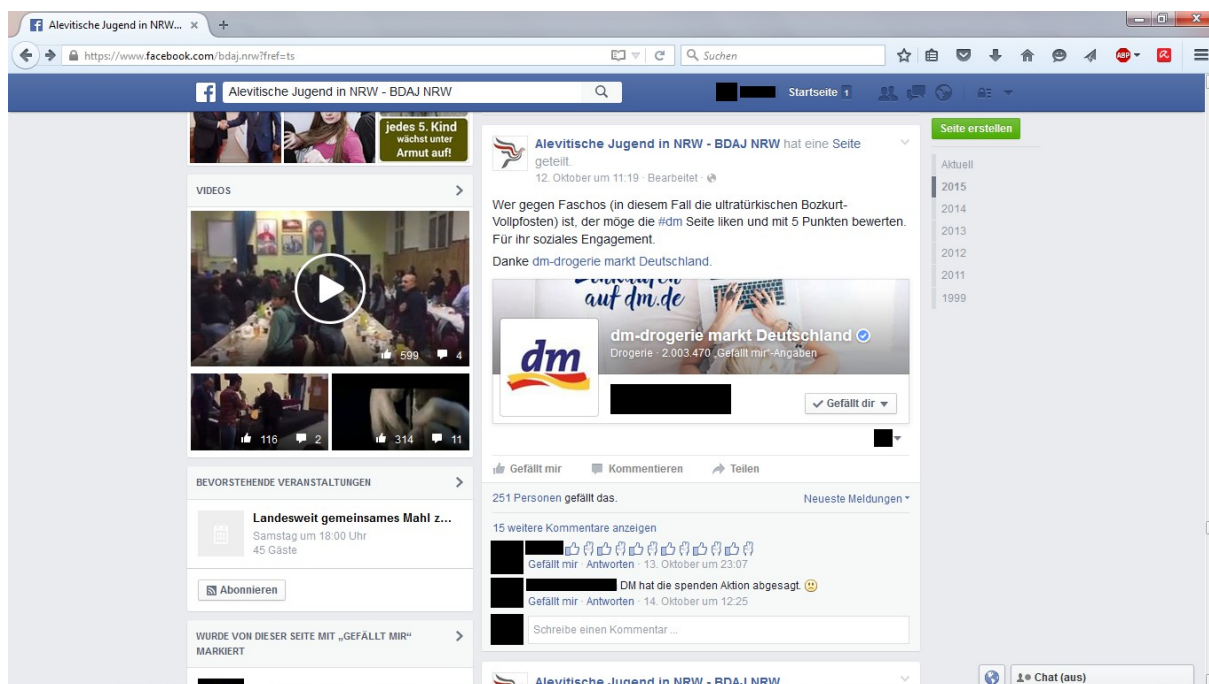 Alevitische Jugend in NRW...
https://www.facebook.com/bdaj.nrw?fref=ts
Suchen
ABP
Alevitische Jugend in NRW - BDAJ NRW
Startseite 1
jedes 5. Kind
wächst unter
Armut auf!
VIDEOS
599 4
116 2
314 11
BEVORSTEHENDE VERANSTALTUNGEN
Landesweit gemeinsames Mahl z...
Samstag um 18:00 Uhr
45 Gäste
Abonnieren
WURDE VON DIESER SEITE MIT „GEFÄLLT MIR“
MARKIERT
Alevitische Jugend in NRW - BDAJ NRW hat eine Seite
geteilt.
12. Oktober um 11:19 · Bearbeitet ·
Wer gegen Faschos (in diesem Fall die ultratürkischen Bozkurt-
Vollpfosten) ist, der möge die #dm Seite liken und mit 5 Punkten bewerten.
Für ihr soziales Engagement.
Danke dm-drogerie markt Deutschland.
auf dm.de
dm
dm-drogerie markt Deutschland
Drogerie · 2.003.470 „Gefällt mir“-Angaben
Gefällt dir
Gefällt mir Kommentieren Teilen
251 Personen gefällt das.
Neueste Meldungen
15 weitere Kommentare anzeigen
Gefällt mir · Antworten · 13. Oktober um 23:07
DM hat die spenden Aktion abgesagt.
Gefällt mir · Antworten · 14. Oktober um 12:25
Schreibe einen Kommentar ...
Alevitische Jugend in NRW - BDAJ NRW
Seite erstellen
Aktuell
2015
2014
2013
2012
2011
1999
Chat (aus)